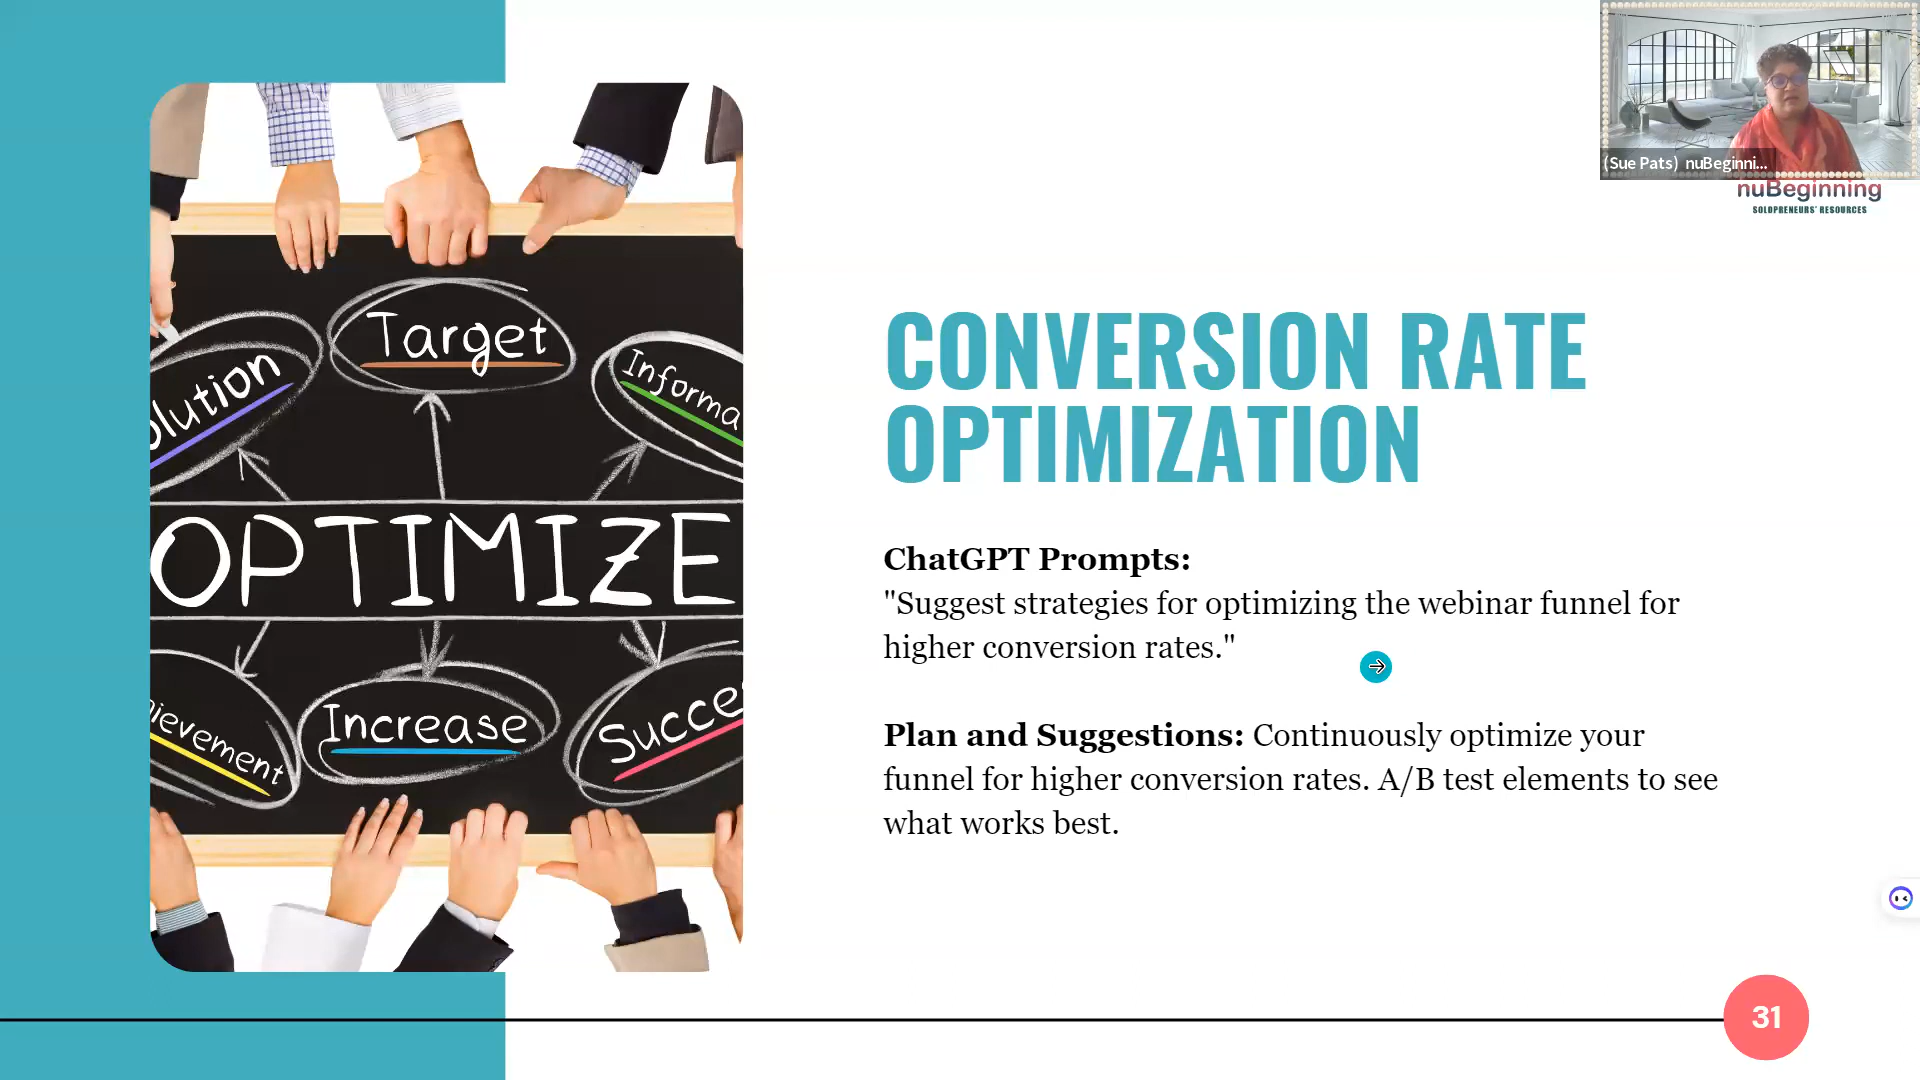 (Sue Pats) nuBeginni...
nuBeginning
SOLOPRENEURS' RESOURCES
Target
olution
Informa
OPTIMIZE
hievement
Increase
Succe
CONVERSION RATE
OPTIMIZATION
ChatGPT Prompts:
"Suggest strategies for optimizing the webinar funnel for
higher conversion rates."
Plan and Suggestions: Continuously optimize your
funnel for higher conversion rates. A/B test elements to see
what works best.
31